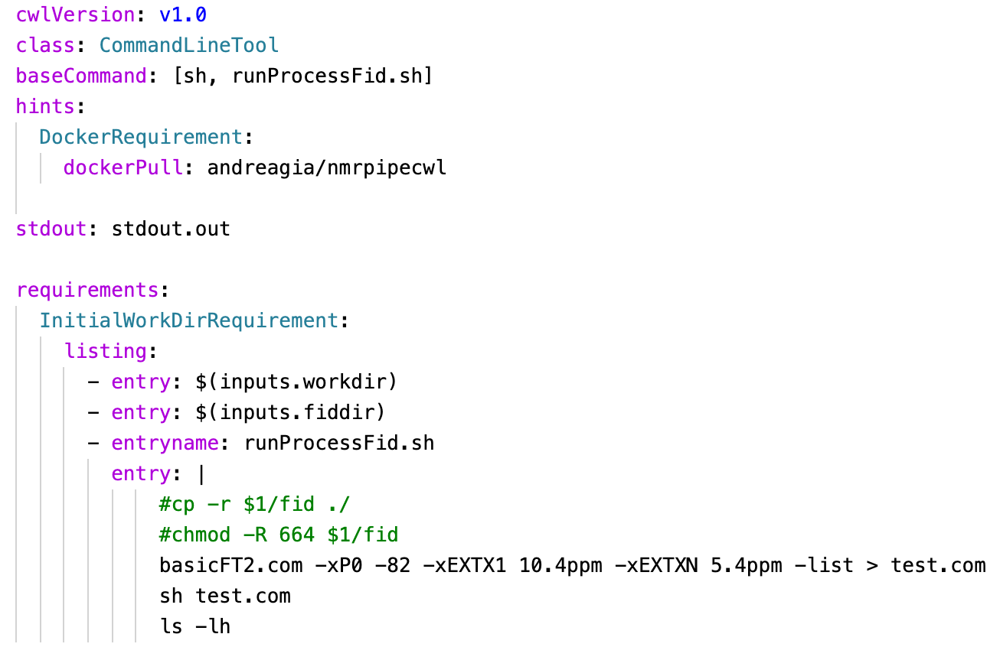 cwlVersion: v1.0
class: CommandLineTool
baseCommand: [sh, runProcessFid.sh]
hints:
  DockerRequirement:
    dockerPull: andreagia/nmrpipecwl

stdout: stdout.out

requirements:
  InitialWorkDirRequirement:
    listing:
      - entry: $(inputs.workdir)
      - entry: $(inputs.fiddir)
      - entryname: runProcessFid.sh
        entry: |
            #cp -r $1/fid ./
            #chmod -R 664 $1/fid
            basicFT2.com -xP0 -82 -xEXTX1 10.4ppm -xEXTXN 5.4ppm -list > test.com
            sh test.com
            ls -lh